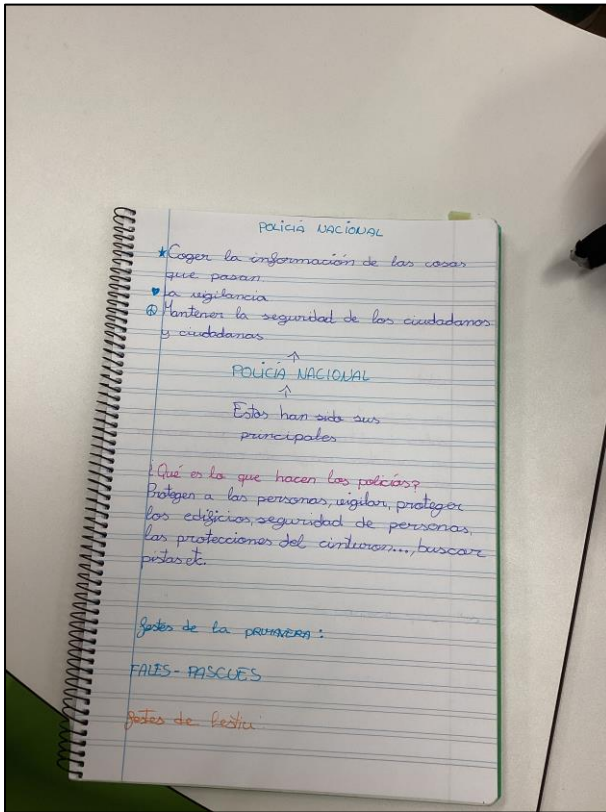 POLICÍA NACIONAL
★ Coger la información de las cosas
que pasan.
♥ La vigilancia
☮ Mantener la seguridad de los ciudadanos
y ciudadanas
↑
POLICÍA NACIONAL
↑
Estos han sido sus
principales
¿Qué es lo que hacen los policías?
Protegen a las personas, vigilar, proteger
los edificios, seguridad de personas,
las protecciones del cinturon..., buscar
pistas etc.
festes de la PRIMAVERA:
FALLES - PASCUES
festes de l'estiu: